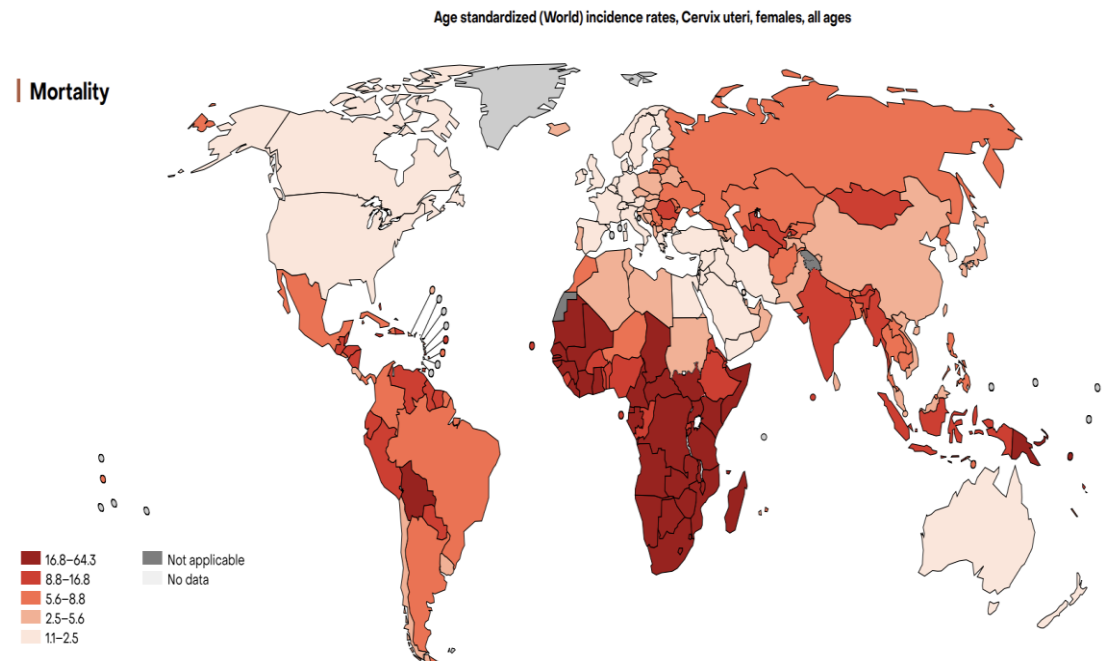 Age standardized (World) incidence rates, Cervix uteri, females, all ages
Mortality
16.8–64.3
8.8–16.8
5.6–8.8
2.5–5.6
1.1–2.5
Not applicable
No data